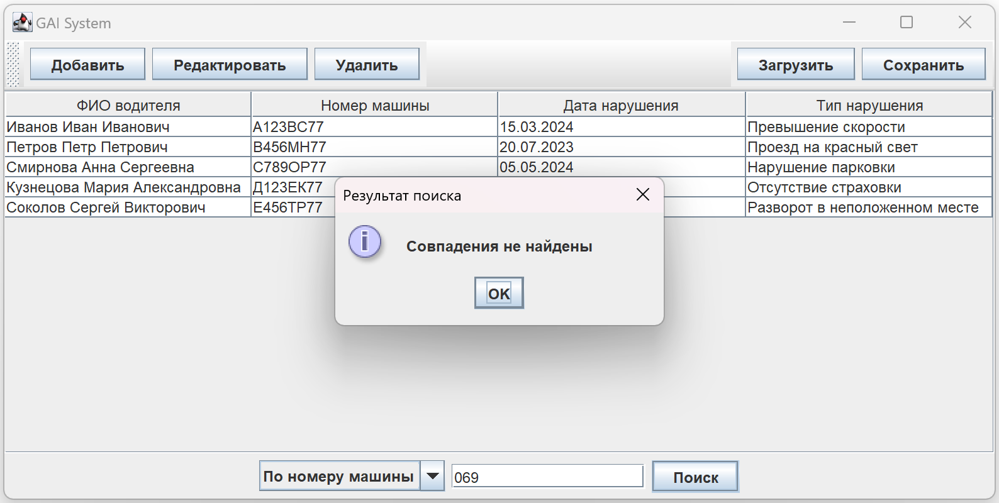 GAI System
Добавить Редактировать Удалить Загрузить Сохранить
ФИО водителя Номер машины Дата нарушения Тип нарушения
Иванов Иван Иванович А123ВС77 15.03.2024 Превышение скорости
Петров Петр Петрович В456МН77 20.07.2023 Проезд на красный свет
Смирнова Анна Сергеевна С789ОР77 05.05.2024 Нарушение парковки
Кузнецова Мария Александровна Д123ЕК77 Отсутствие страховки
Соколов Сергей Викторович Е456ТР77 Разворот в неположенном месте
Результат поиска
Совпадения не найдены
OK
По номеру машины 069 Поиск